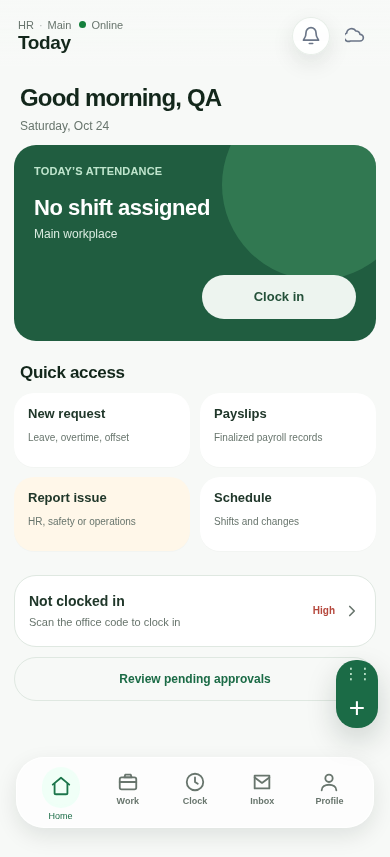 HR · Main Online
Today
Good morning, QA
Saturday, Oct 24
TODAY'S ATTENDANCE
No shift assigned
Main workplace
Clock in
Quick access
New request
Leave, overtime, offset
Payslips
Finalized payroll records
Report issue
HR, safety or operations
Schedule
Shifts and changes
Not clocked in
Scan the office code to clock in
High
Review pending approvals
Home
Work
Clock
Inbox
Profile